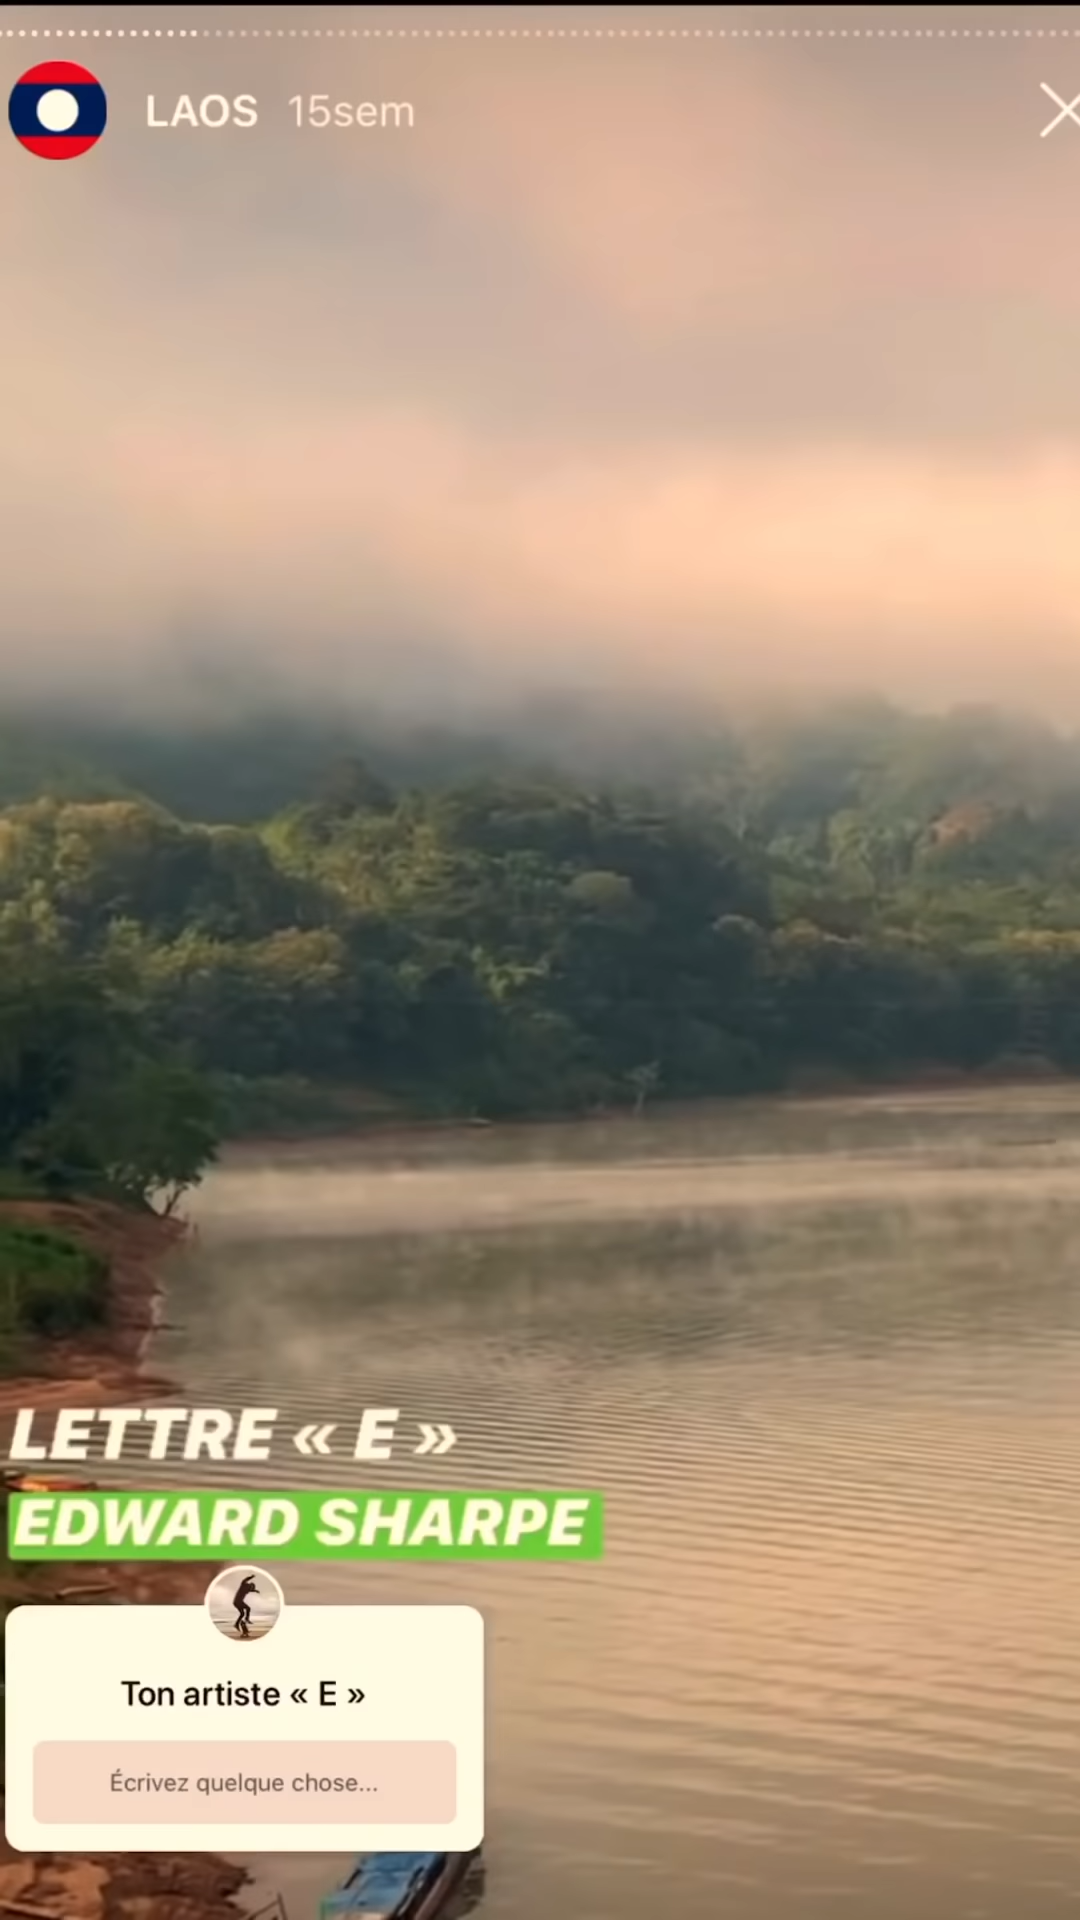 LAOS 15sem
LETTRE « E »
EDWARD SHARPE
Ton artiste « E »
Écrivez quelque chose...